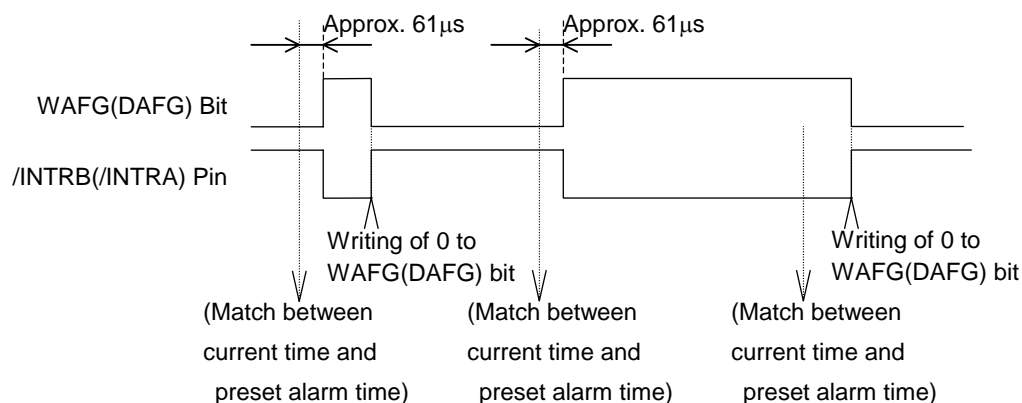 Approx. 61μs
Approx. 61μs
WAFG(DAFG) Bit
/INTRB(/INTRA) Pin
Writing of 0 to
WAFG(DAFG) bit
Writing of 0 to
WAFG(DAFG) bit
(Match between
current time and
preset alarm time)
(Match between
current time and
preset alarm time)
(Match between
current time and
preset alarm time)